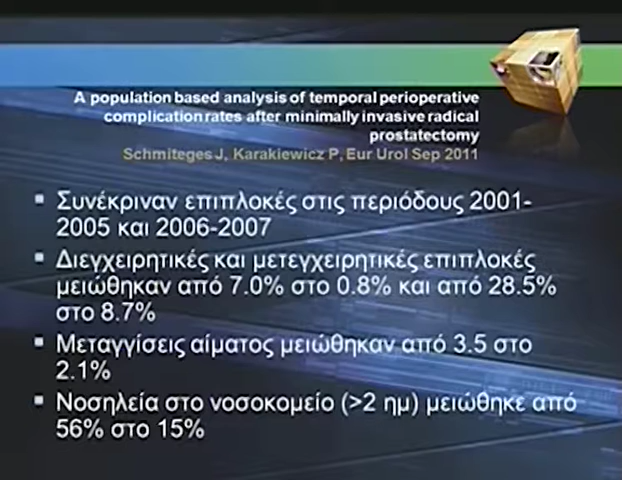 A population based analysis of temporal perioperative
complication rates after minimally invasive radical
prostatectomy
Schmiteges J, Karakiewicz P, Eur Urol Sep 2011
Συνέκριναν επιπλοκές στις περιόδους 2001-
2005 και 2006-2007
Διεγχειρητικές και μετεγχειρητικές επιπλοκές
μειώθηκαν από 7.0% στο 0.8% και από 28.5%
στο 8.7%
Μεταγγίσεις αίματος μειώθηκαν από 3.5 στο
2.1%
Νοσηλεία στο νοσοκομείο (>2 ημ) μειώθηκε από
56% στο 15%